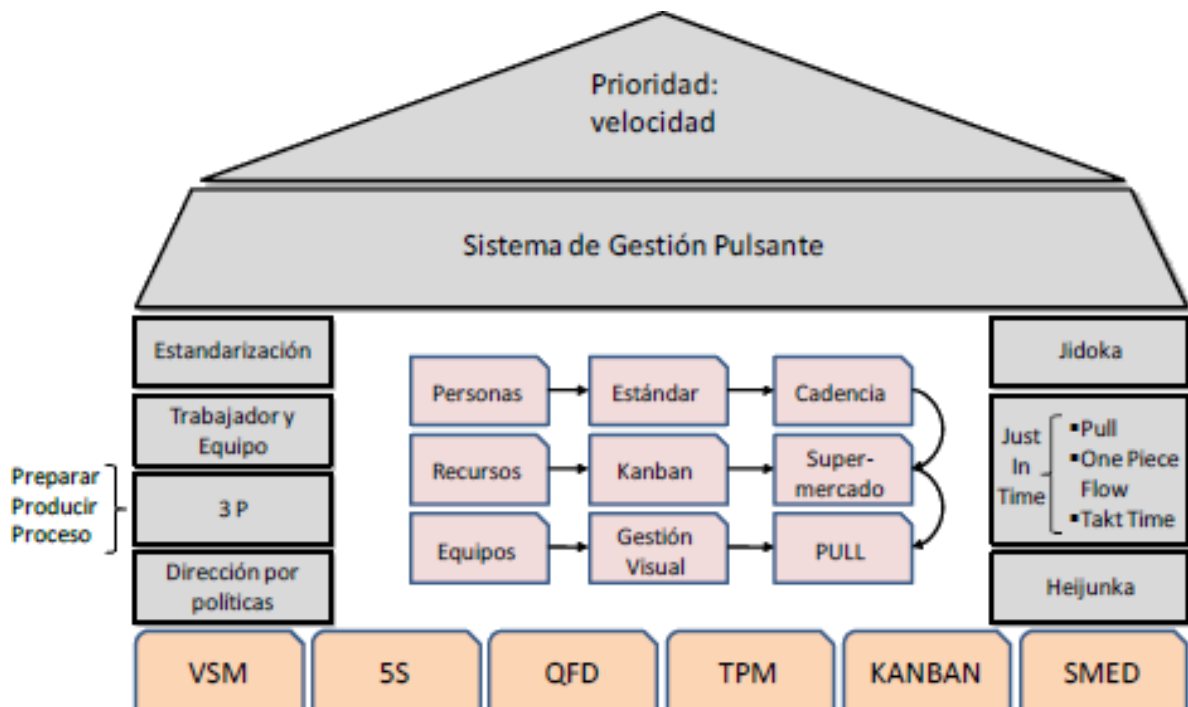 Prioridad:
velocidad
Sistema de Gestión Pulsante
Estandarización
Trabajador y
Equipo
Preparar
Producir
Proceso
3 P
Dirección por
políticas
Personas
Estándar
Cadencia
Recursos
Kanban
Super-
mercado
Equipos
Gestión
Visual
PULL
Jidoka
Just
In
Time
▪Pull
▪One Piece
Flow
▪Takt Time
Heijunka
VSM
5S
QFD
TPM
KANBAN
SMED